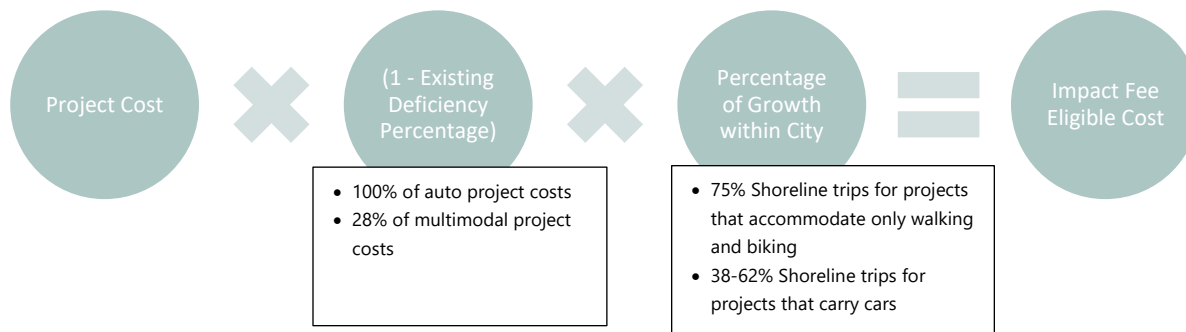 Project Cost
(1 - Existing
Deficiency
Percentage)
Percentage
of Growth
within City
Impact Fee
Eligible Cost
• 100% of auto project costs
• 28% of multimodal project
costs
• 75% Shoreline trips for projects
that accommodate only walking
and biking
• 38-62% Shoreline trips for
projects that carry cars